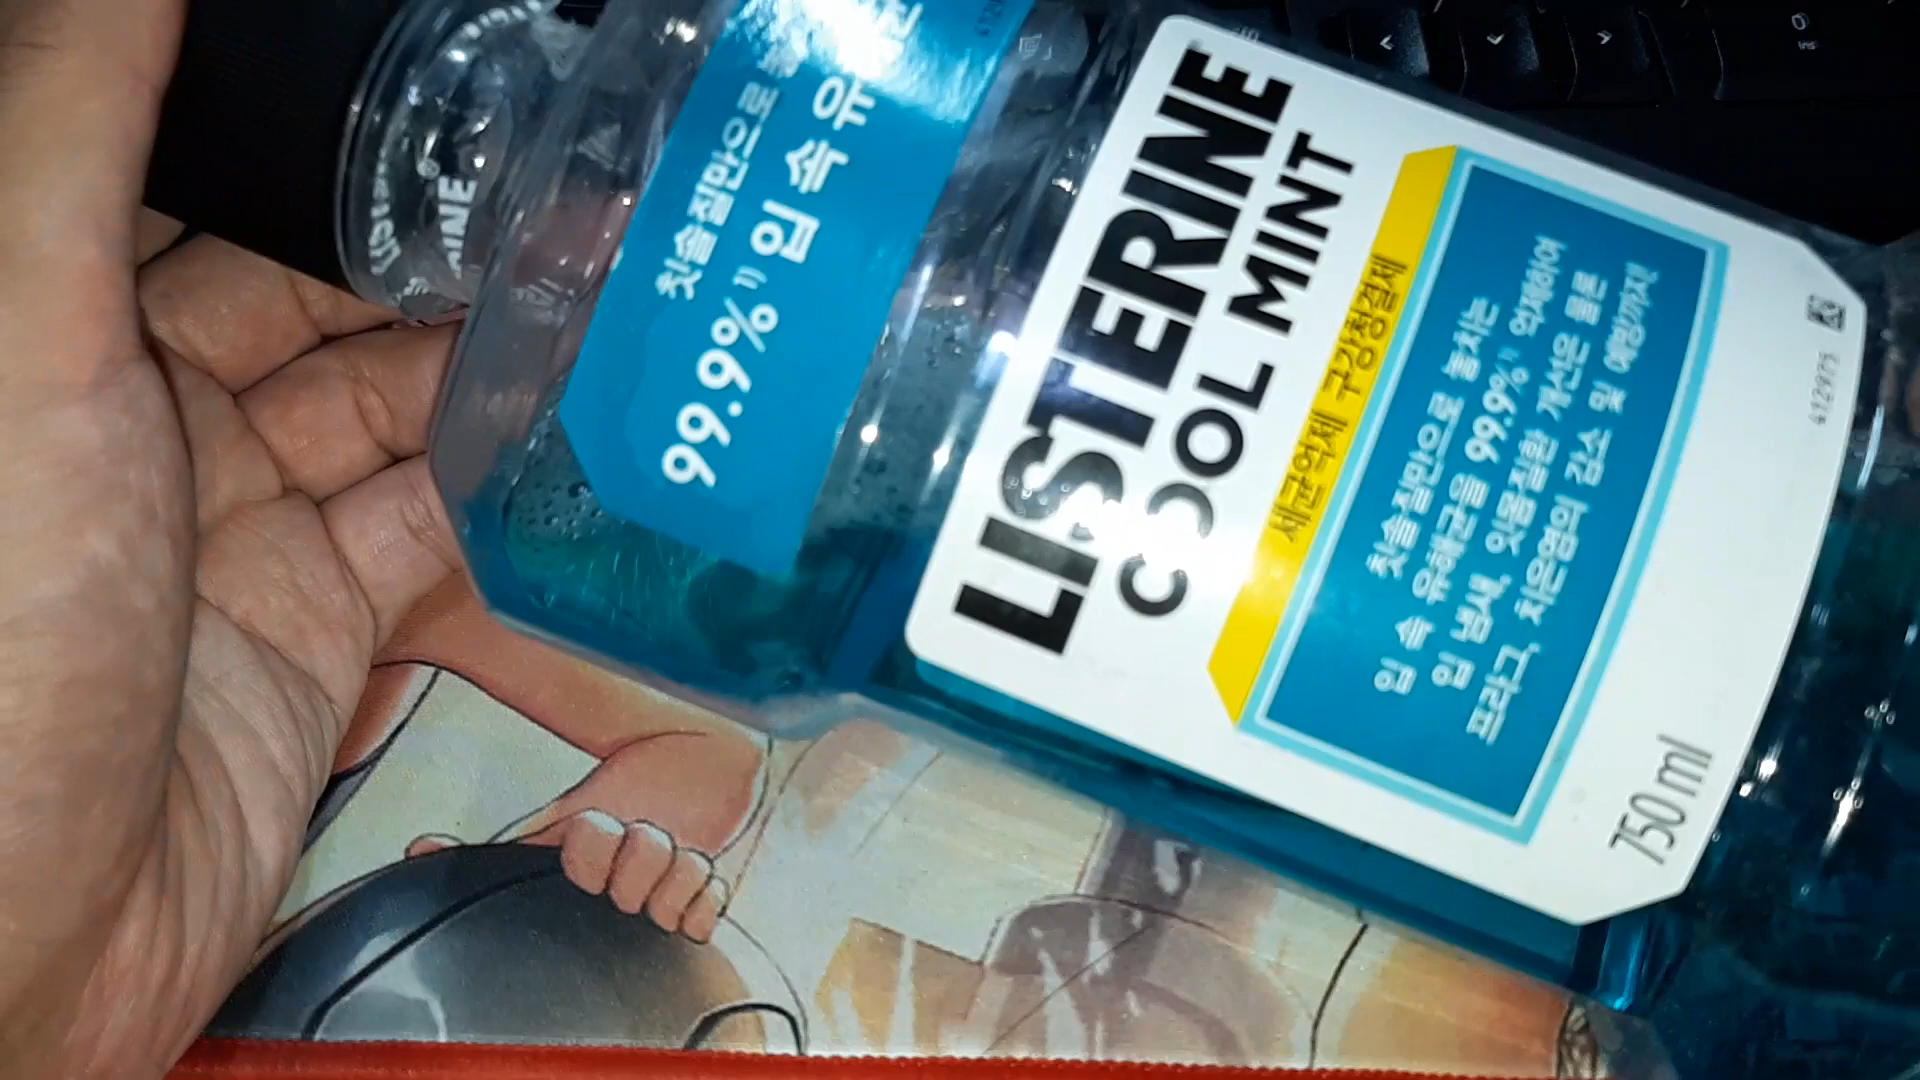 칫솔질만으로
99.9%¹⁾ 입 속 유
LISTERINE
COOL MINT
세균억제 구강청결제
칫솔질만으로 놓치는
입 속 유해균을 99.9%¹⁾ 억제하여
입 냄새, 잇몸질환 개선은 물론
프라그, 치은염의 감소 및 예방까지!
750 ml
412975